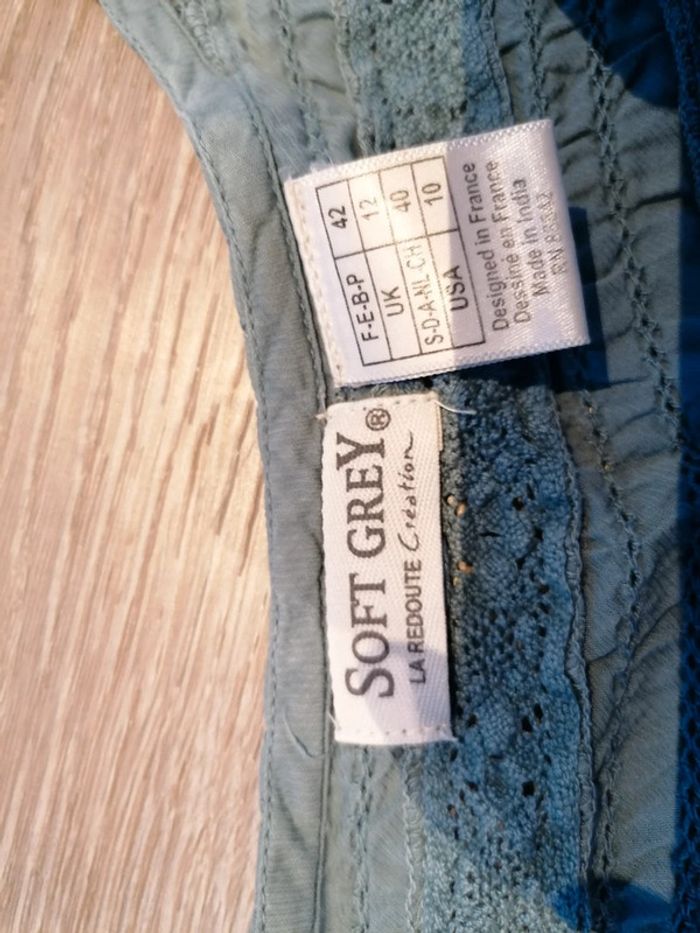 F-E-B-P 42
UK 12
S-D-A-NL-CH 40
USA 10
Designed in France
Dessiné en France
Made in India
SOFT GREY®
LA REDOUTE Création